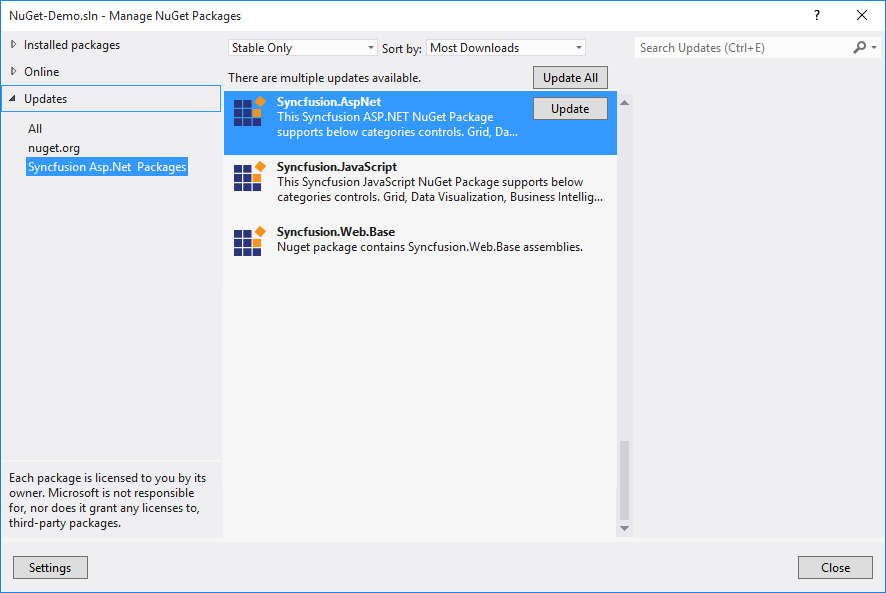 NuGet-Demo.sln - Manage NuGet Packages
?
Installed packages
Online
Updates
All
nuget.org
Syncfusion Asp.Net  Packages
Each package is licensed to you by its
owner. Microsoft is not responsible
for, nor does it grant any licenses to,
third-party packages.
Settings
Stable Only
Sort by:
Most Downloads
There are multiple updates available.
Update All
Syncfusion.AspNet
This Syncfusion ASP.NET NuGet Package
supports below categories controls. Grid, Da...
Update
Syncfusion.JavaScript
This Syncfusion JavaScript NuGet Package supports below
categories controls. Grid, Data Visualization, Business Intellig...
Syncfusion.Web.Base
Nuget package contains Syncfusion.Web.Base assemblies.
Search Updates (Ctrl+E)
Close